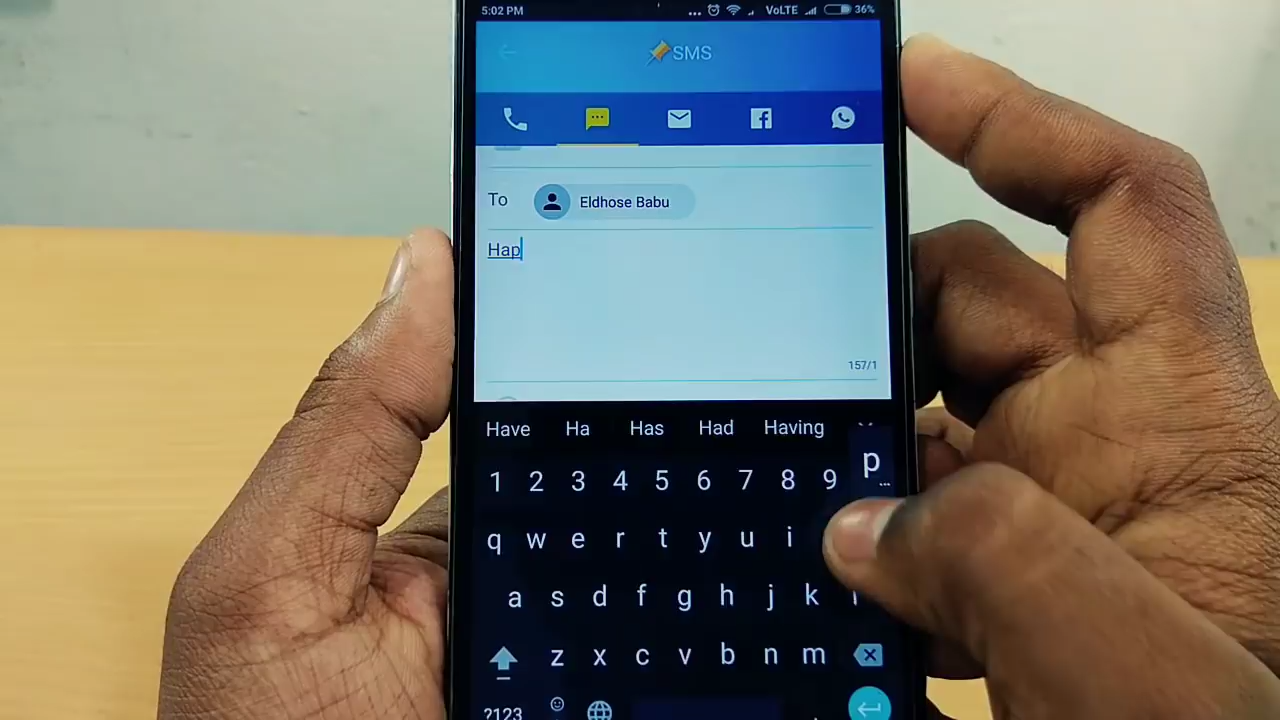 5:02 PM ... VoLTE 36%
SMS
To Eldhose Babu
Hap
157/1
Have Ha Has Had Having
1 2 3 4 5 6 7 8 9 p
q w e r t y u i
a s d f g h j k
z x c v b n m
?123